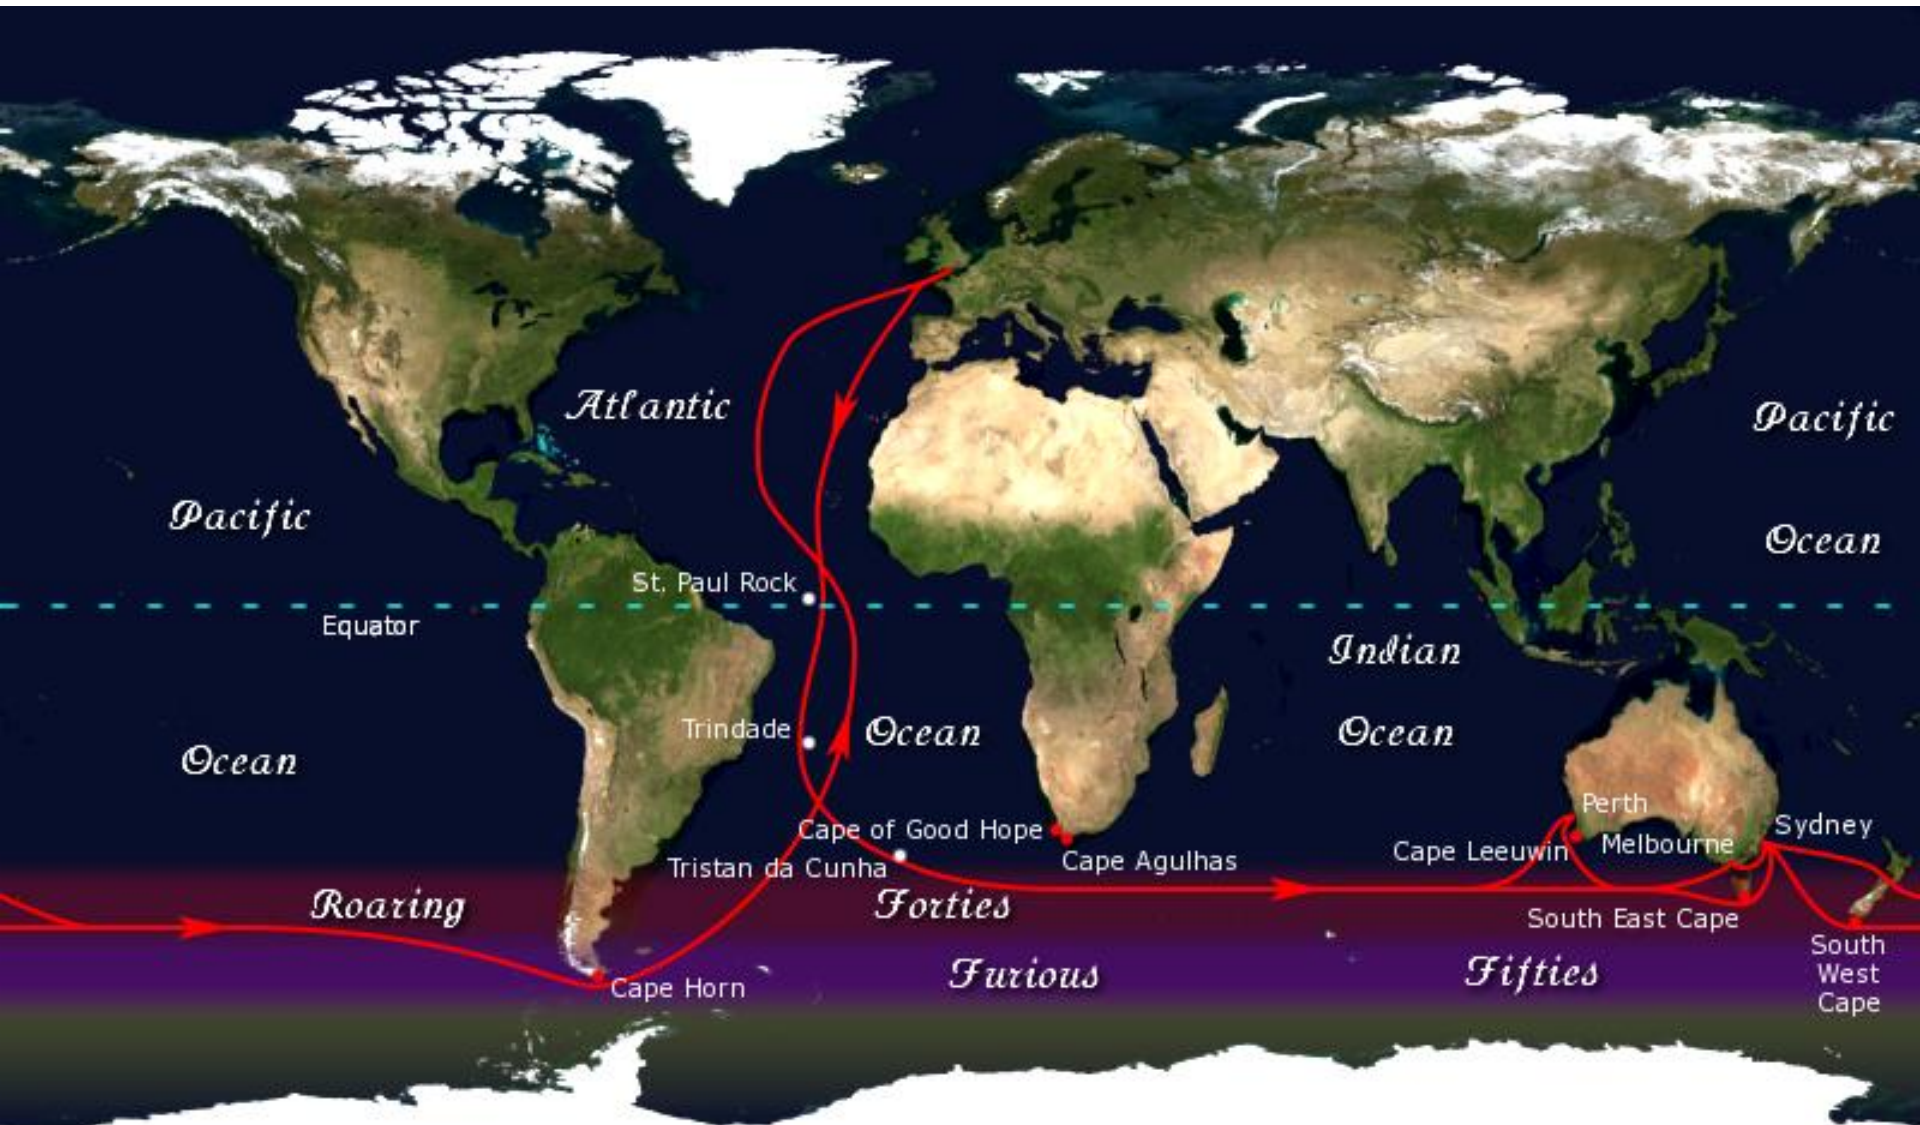 Atlantic
Pacific
Pacific
Ocean
St. Paul Rock
Equator
Indian
Trindade
Ocean
Ocean
Ocean
Perth
Cape of Good Hope
Sydney
Melbourne
Cape Leeuwin
Cape Agulhas
Tristan da Cunha
Roaring
Forties
South East Cape
South
West
Cape
Furious
Fifties
Cape Horn